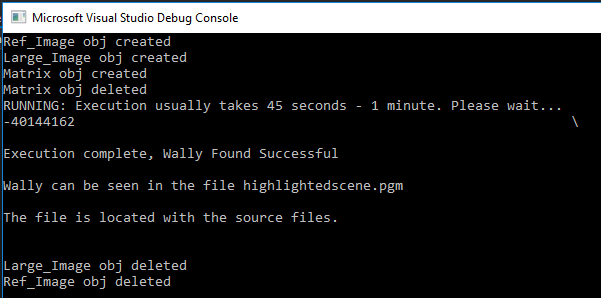 Microsoft Visual Studio Debug Console
Ref_Image obj created
Large_Image obj created
Matrix obj created
Matrix obj deleted
RUNNING: Execution usually takes 45 seconds - 1 minute. Please wait...
-40144162 \
Execution complete, Wally Found Successful
Wally can be seen in the file highlightedscene.pgm
The file is located with the source files.
Large_Image obj deleted
Ref_Image obj deleted